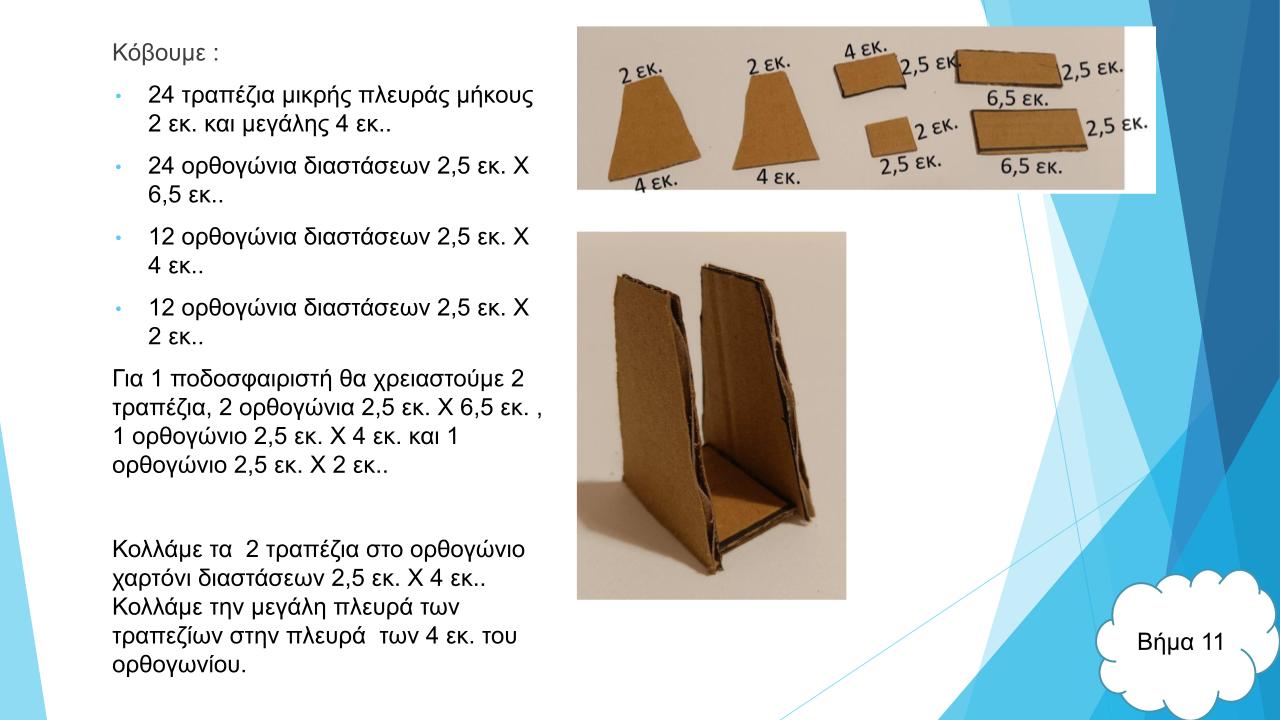 Κόβουμε :
• 24 τραπέζια μικρής πλευράς μήκους
2 εκ. και μεγάλης 4 εκ..
• 24 ορθογώνια διαστάσεων 2,5 εκ. Χ
6,5 εκ..
• 12 ορθογώνια διαστάσεων 2,5 εκ. Χ
4 εκ..
• 12 ορθογώνια διαστάσεων 2,5 εκ. Χ
2 εκ..
Για 1 ποδοσφαιριστή θα χρειαστούμε 2
τραπέζια, 2 ορθογώνια 2,5 εκ. Χ 6,5 εκ. ,
1 ορθογώνιο 2,5 εκ. Χ 4 εκ. και 1
ορθογώνιο 2,5 εκ. Χ 2 εκ..
Κολλάμε τα  2 τραπέζια στο ορθογώνιο
χαρτόνι διαστάσεων 2,5 εκ. Χ 4 εκ..
Κολλάμε την μεγάλη πλευρά των
τραπεζίων στην πλευρά  των 4 εκ. του
ορθογωνίου.
2 εκ.
4 εκ.
2 εκ.
4 εκ.
4 εκ.
2,5 εκ.
2 εκ.
2,5 εκ.
2,5 εκ.
6,5 εκ.
2,5 εκ.
6,5 εκ.
Βήμα 11